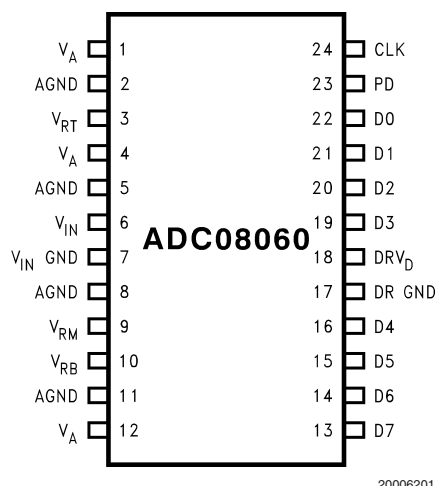 V_A 1 24 CLK
AGND 2 23 PD
V_RT 3 22 D0
V_A 4 21 D1
AGND 5 20 D2
V_IN 6 19 D3
ADC08060
V_IN GND 7 18 DRV_D
AGND 8 17 DR GND
V_RM 9 16 D4
V_RB 10 15 D5
AGND 11 14 D6
V_A 12 13 D7
20006201